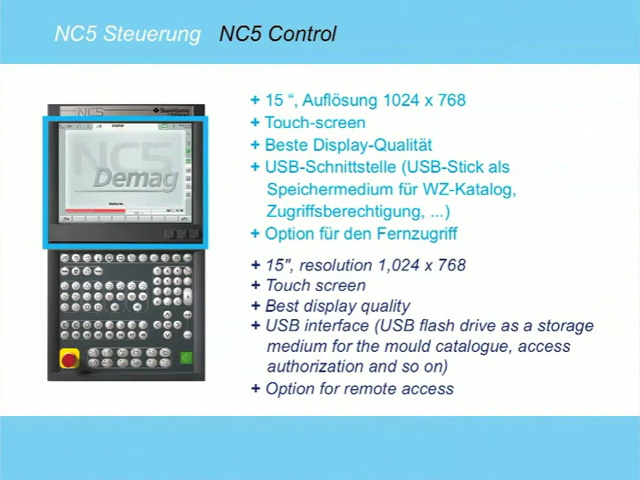 NC5 Steuerung NC5 Control
+ 15 “, Auflösung 1024 x 768
+ Touch-screen
+ Beste Display-Qualität
+ USB-Schnittstelle (USB-Stick als
Speichermedium für WZ-Katalog,
Zugriffsberechtigung, ...)
+ Option für den Fernzugriff
+ 15", resolution 1,024 x 768
+ Touch screen
+ Best display quality
+ USB interface (USB flash drive as a storage
medium for the mould catalogue, access
authorization and so on)
+ Option for remote access
NC5
NC5
Demag